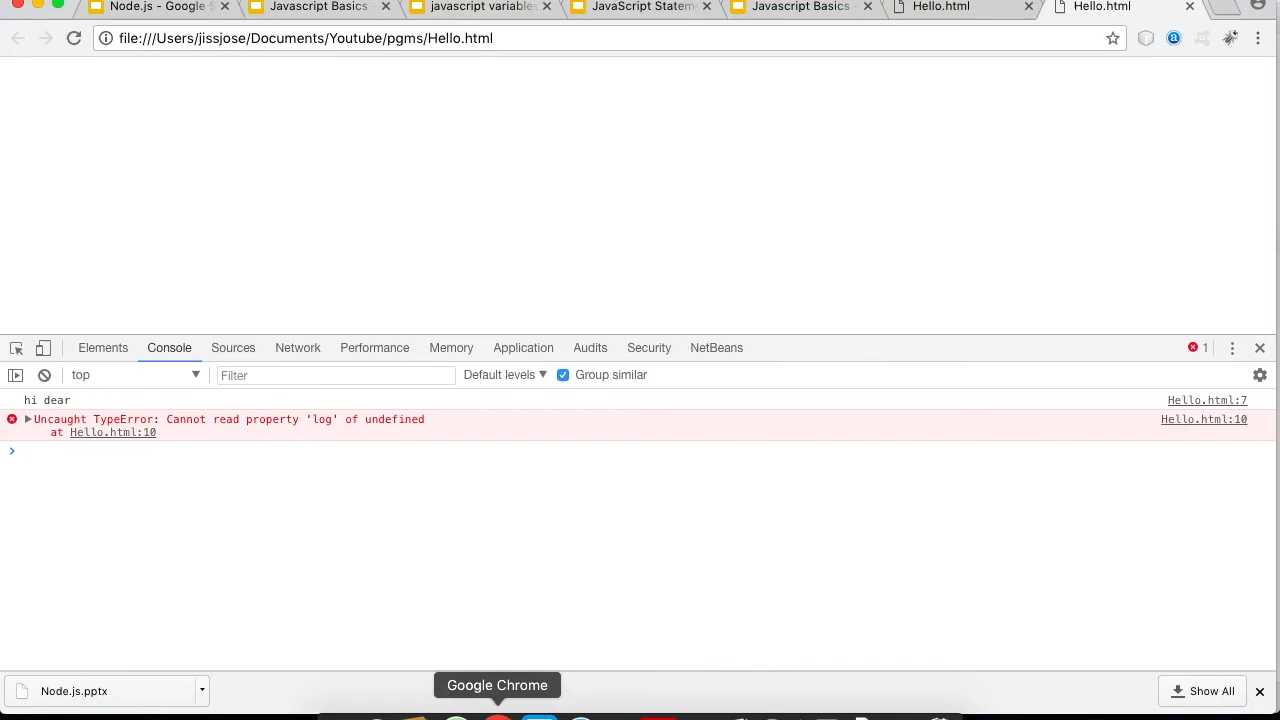 Node.js - Google S
Javascript Basics -
javascript variables
JavaScript Stateme
Javascript Basics -
Hello.html
Hello.html
file:///Users/jissjose/Documents/Youtube/pgms/Hello.html
Elements Console Sources Network Performance Memory Application Audits Security NetBeans 1
top Filter Default levels Group similar
hi dear Hello.html:7
Uncaught TypeError: Cannot read property 'log' of undefined Hello.html:10
at Hello.html:10
Node.js.pptx
Google Chrome
Show All